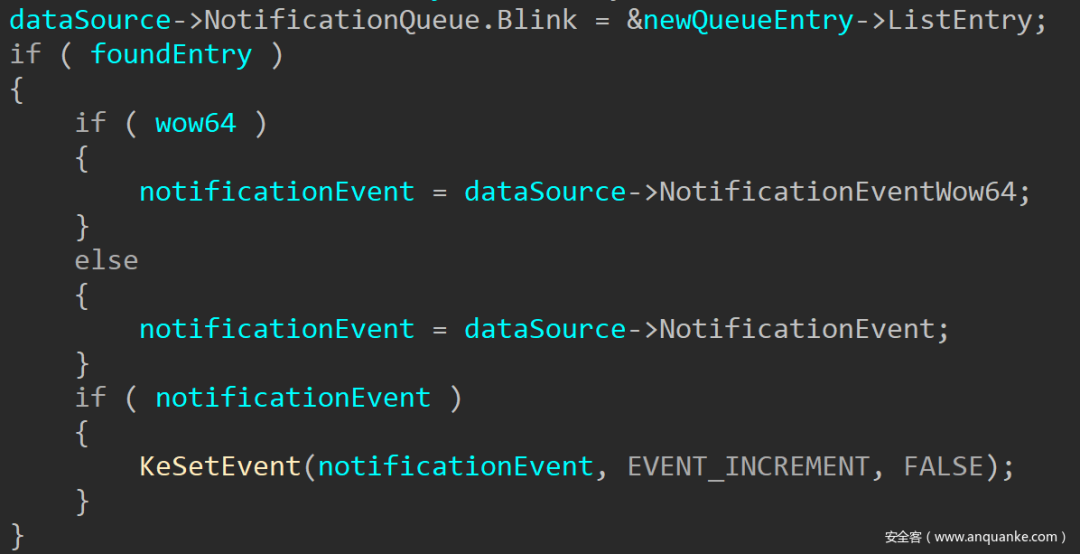 dataSource->NotificationQueue.Blink = &newQueueEntry->ListEntry;
if ( foundEntry )
{
    if ( wow64 )
    {
        notificationEvent = dataSource->NotificationEventWow64;
    }
    else
    {
        notificationEvent = dataSource->NotificationEvent;
    }
    if ( notificationEvent )
    {
        KeSetEvent(notificationEvent, EVENT_INCREMENT, FALSE);
    }
}
安全客（www.anquanke.com）